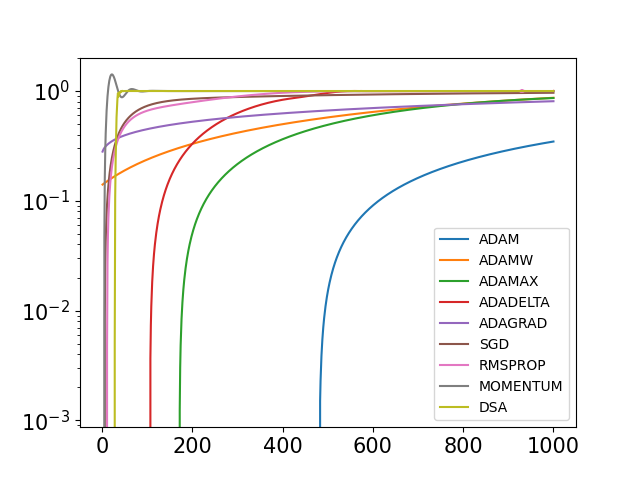 10^0
10^-1
10^-2
10^-3
0 200 400 600 800 1000
ADAM
ADAMW
ADAMAX
ADADELTA
ADAGRAD
SGD
RMSPROP
MOMENTUM
DSA